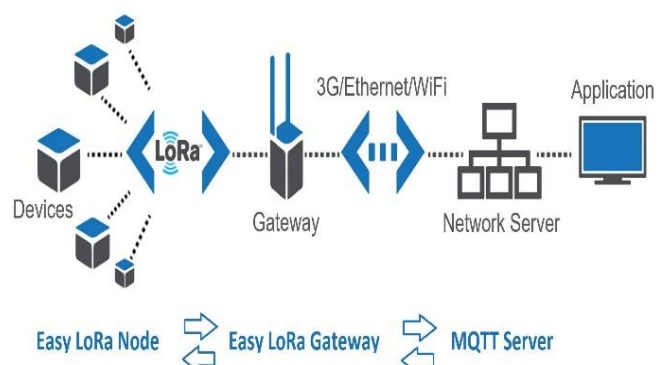 3G/Ethernet/WiFi
Application
LoRa
Devices
Gateway
Network Server
Easy LoRa Node
Easy LoRa Gateway
MQTT Server